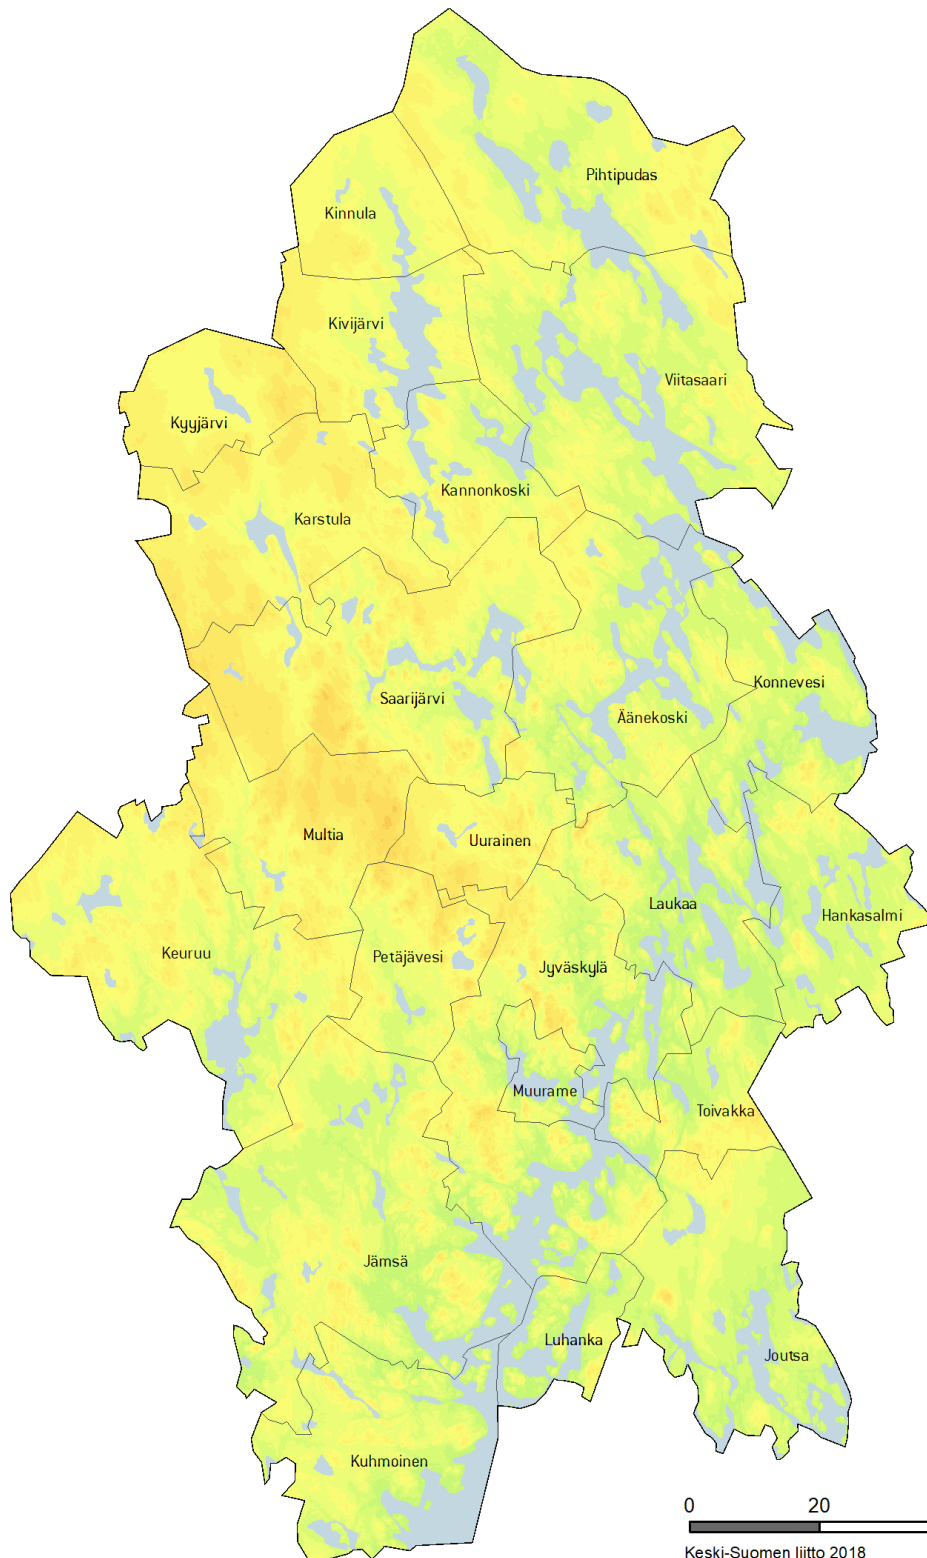 Pihtipudas
Kinnula
Kivijärvi
Viitasaari
Kyyjärvi
Kannonkoski
Karstula
Konnevesi
Saarijärvi
Äänekoski
Multia
Uurainen
Laukaa
Hankasalmi
Keuruu
Petäjävesi
Jyväskylä
Muurame
Toivakka
Jämsä
Luhanka
Joutsa
Kuhmoinen
0 20
Keski-Suomen liitto 2018